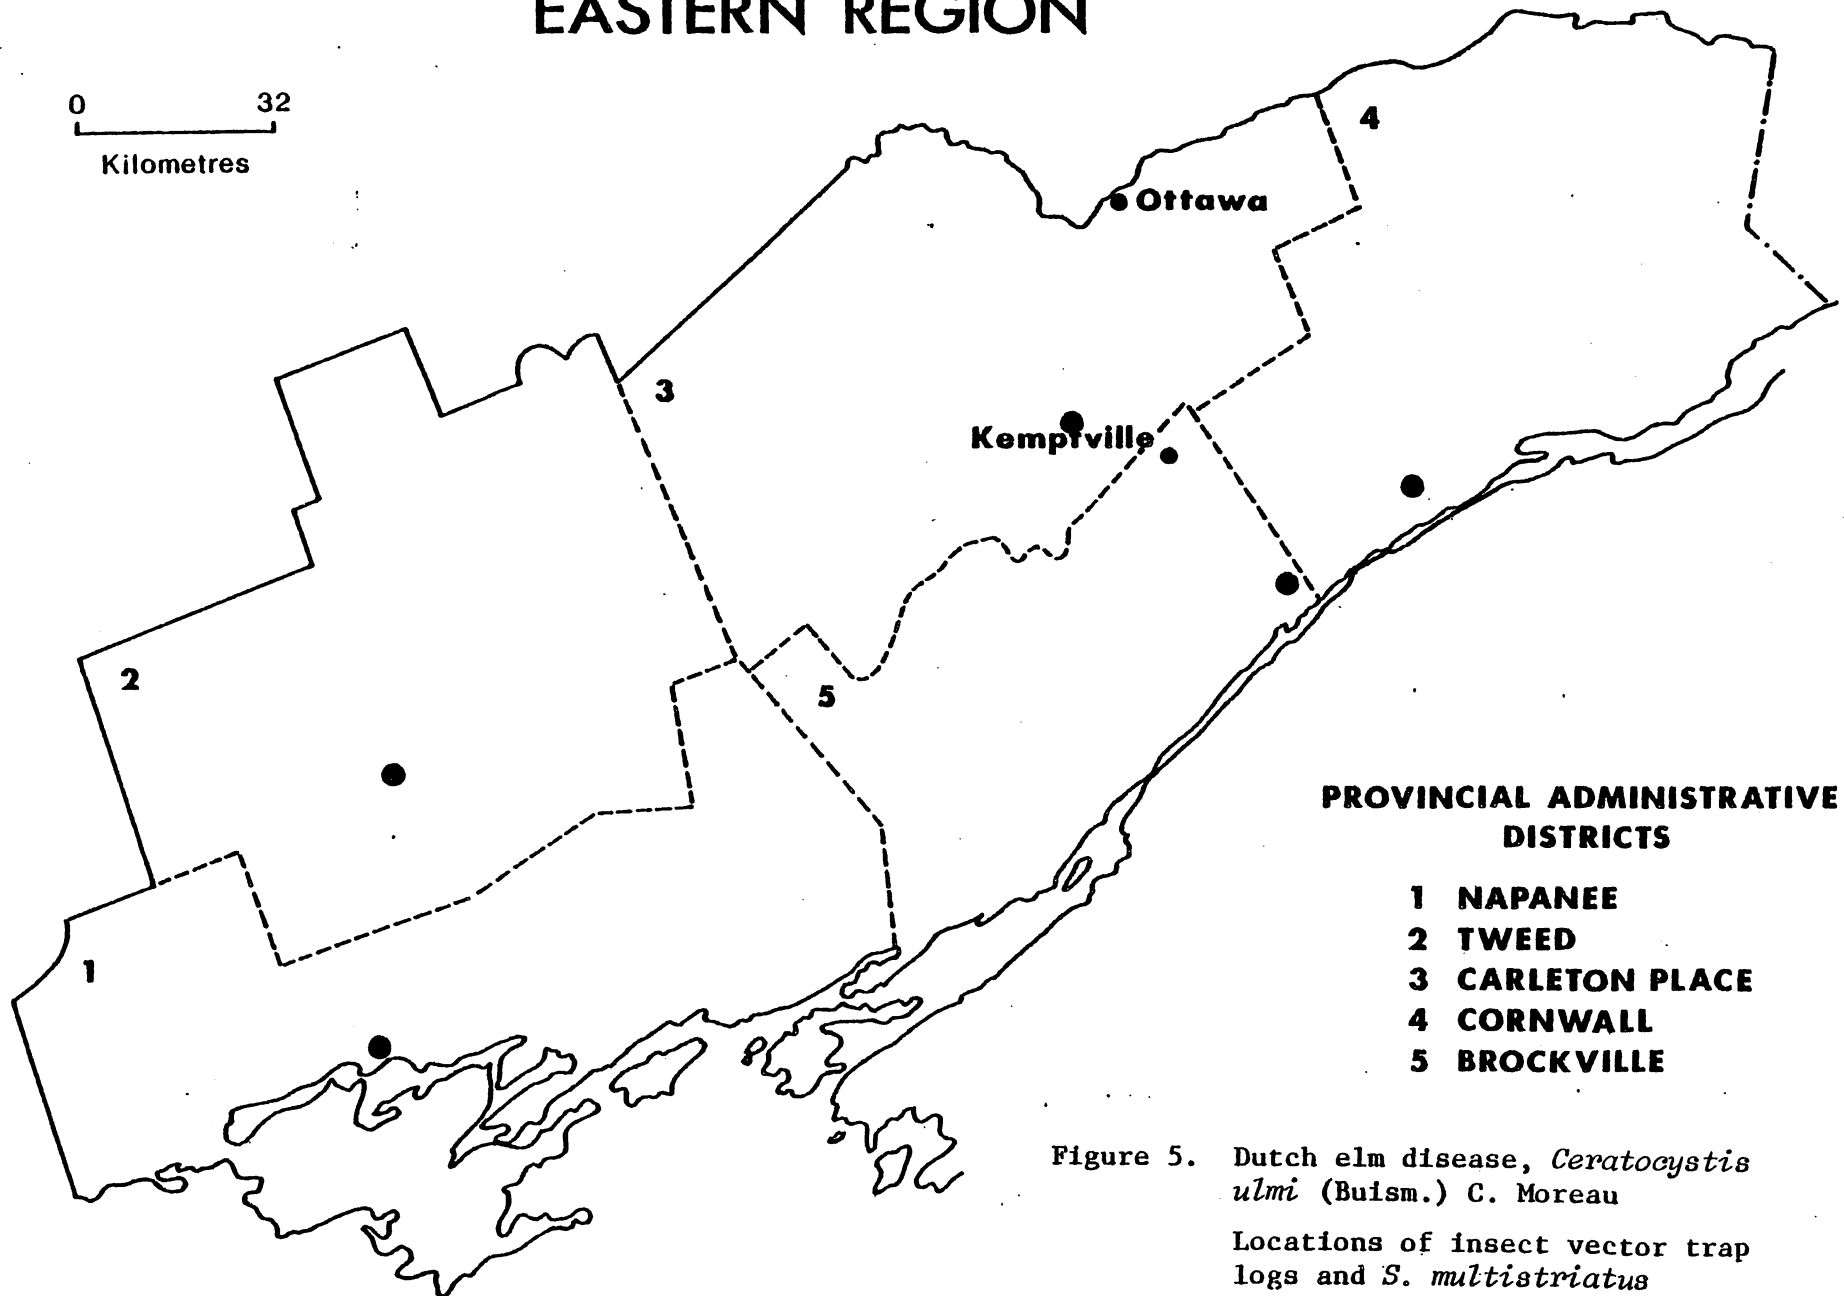 EASTERN REGION
0 32
Kilometres
4
Ottawa
3
Kemptville
2
5
1
PROVINCIAL ADMINISTRATIVE
DISTRICTS
1 NAPANEE
2 TWEED
3 CARLETON PLACE
4 CORNWALL
5 BROCKVILLE
Figure 5. Dutch elm disease, Ceratocystis
ulmi (Buism.) C. Moreau
Locations of insect vector trap
logs and S. multistriatus